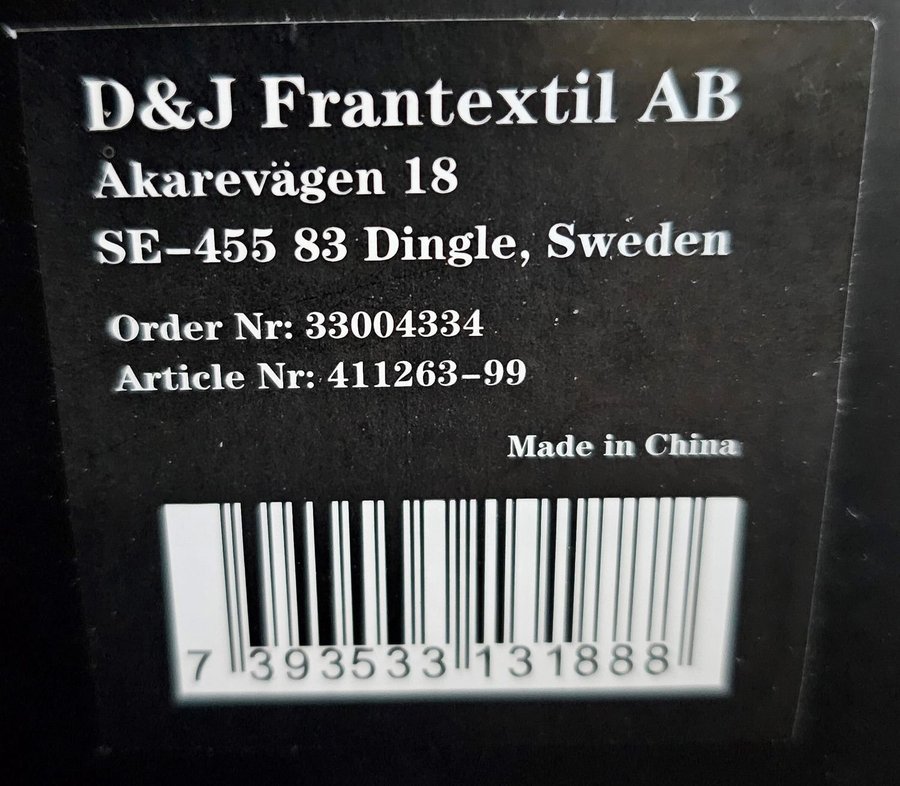 D&J Frantextil AB
Åkarevägen 18
SE-455 83 Dingle, Sweden
Order Nr: 33004334
Article Nr: 411263-99
Made in China
7 393533 131888